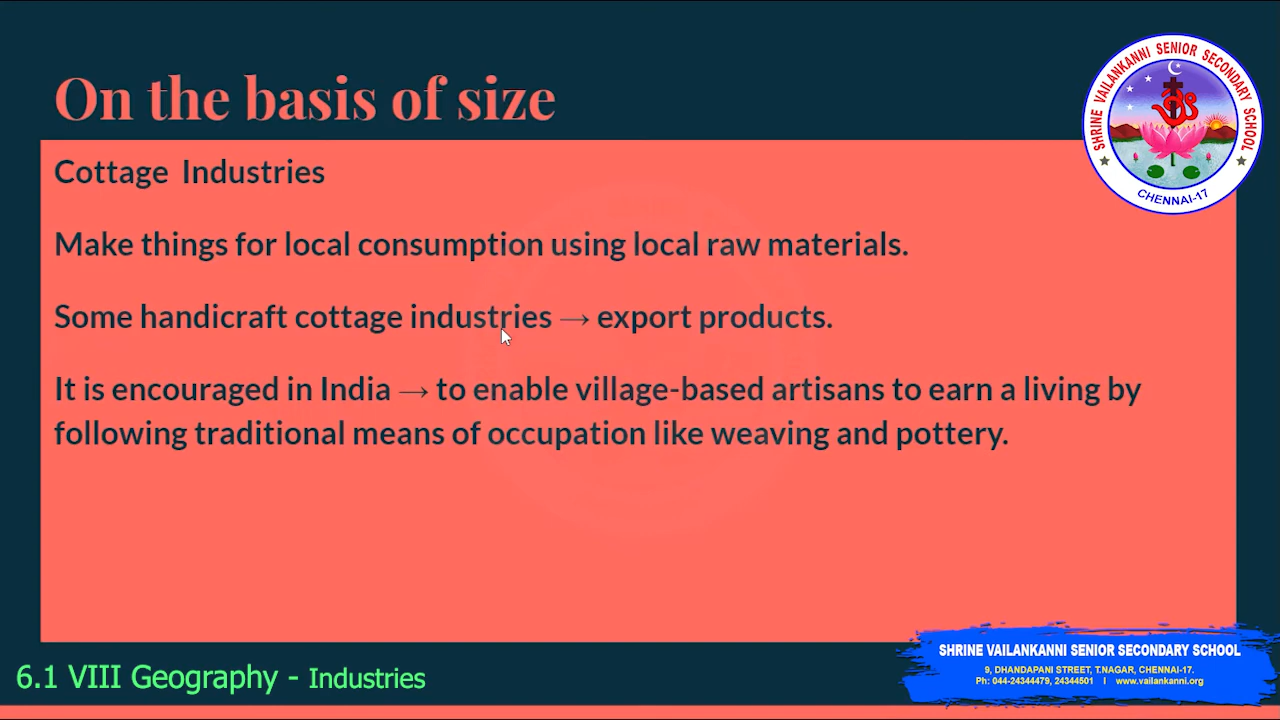 On the basis of size
SHRINE VAILANKANNI SENIOR SECONDARY SCHOOL
CHENNAI-17
Cottage Industries
Make things for local consumption using local raw materials.
Some handicraft cottage industries → export products.
It is encouraged in India → to enable village-based artisans to earn a living by
following traditional means of occupation like weaving and pottery.
6.1 VIII Geography - Industries
SHRINE VAILANKANNI SENIOR SECONDARY SCHOOL
9, DHANDAPANI STREET, T.NAGAR, CHENNAI-17.
Ph: 044-24344479, 24344501 I www.vailankanni.org